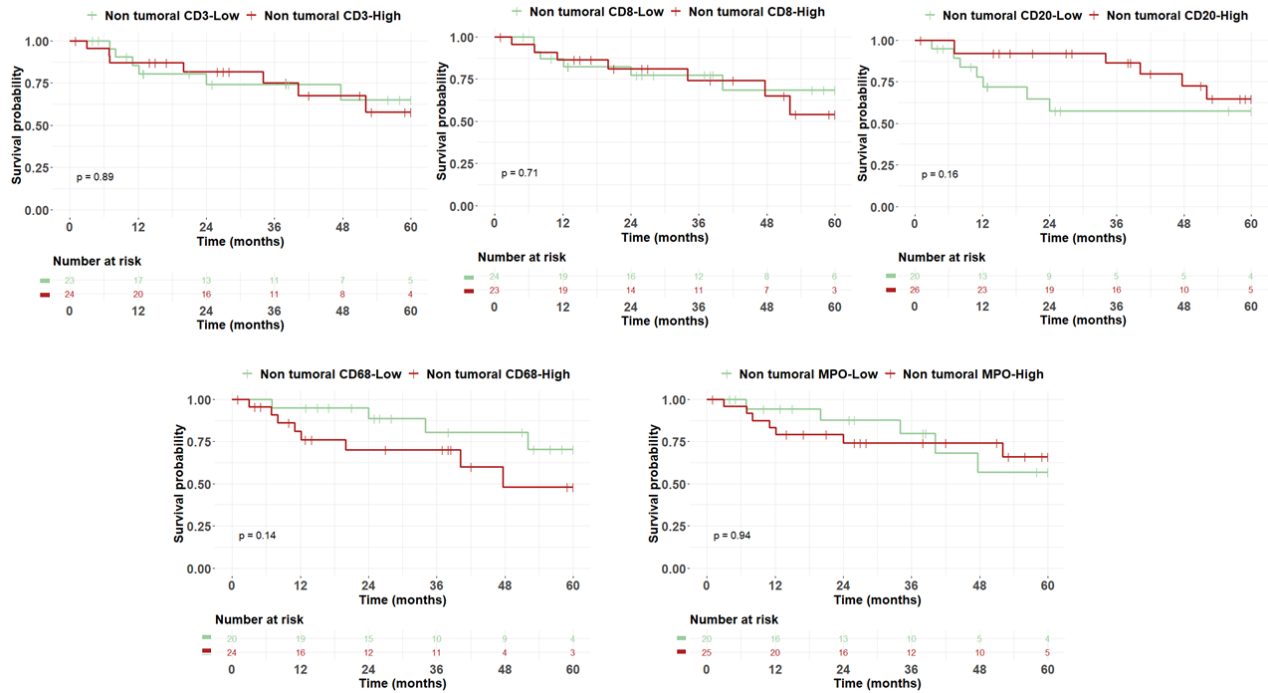 Non tumoral CD3-Low Non tumoral CD3-High
Survival probability
1.00
0.75
0.50
0.25
0.00
p = 0.89
0 12 24 36 48 60
Time (months)
Number at risk
23 17 13 11 7 5
24 20 16 11 8 4
0 12 24 36 48 60
Time (months)
Non tumoral CD8-Low Non tumoral CD8-High
Survival probability
1.00
0.75
0.50
0.25
0.00
p = 0.71
0 12 24 36 48 60
Time (months)
Number at risk
24 19 16 12 8 6
23 19 14 11 7 3
0 12 24 36 48 60
Time (months)
Non tumoral CD20-Low Non tumoral CD20-High
Survival probability
1.00
0.75
0.50
0.25
0.00
p = 0.16
0 12 24 36 48 60
Time (months)
Number at risk
20 13 9 5 5 4
26 23 19 16 10 5
0 12 24 36 48 60
Time (months)
Non tumoral CD68-Low Non tumoral CD68-High
Survival probability
1.00
0.75
0.50
0.25
0.00
p = 0.14
0 12 24 36 48 60
Time (months)
Number at risk
20 19 15 10 9 4
24 16 12 11 4 3
0 12 24 36 48 60
Time (months)
Non tumoral MPO-Low Non tumoral MPO-High
Survival probability
1.00
0.75
0.50
0.25
0.00
p = 0.94
0 12 24 36 48 60
Time (months)
Number at risk
20 16 13 10 5 4
25 20 16 12 10 5
0 12 24 36 48 60
Time (months)